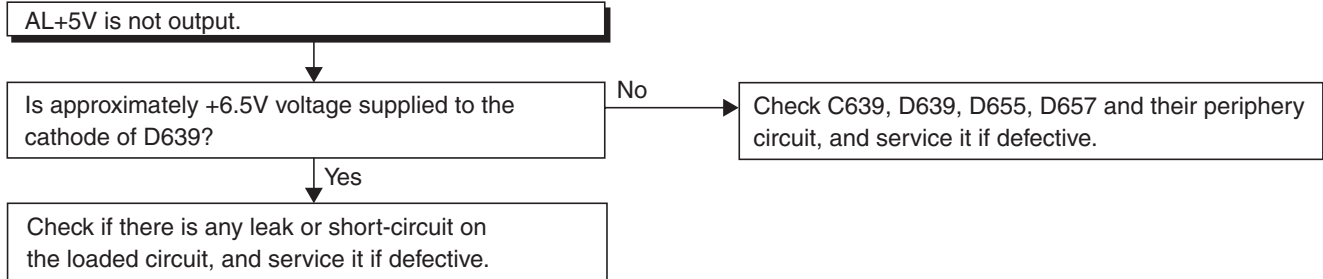 AL+5V is not output.
Is approximately +6.5V voltage supplied to the
cathode of D639?
No
Check C639, D639, D655, D657 and their periphery
circuit, and service it if defective.
Yes
Check if there is any leak or short-circuit on
the loaded circuit, and service it if defective.